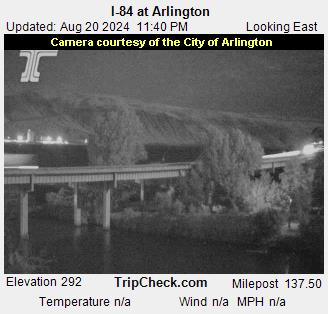 I-84 at Arlington
Updated: Aug 20 2024 11:40 PM Looking East
Camera courtesy of the City of Arlington
Elevation 292 TripCheck.com Milepost 137.50
Temperature n/a Wind n/a MPH n/a